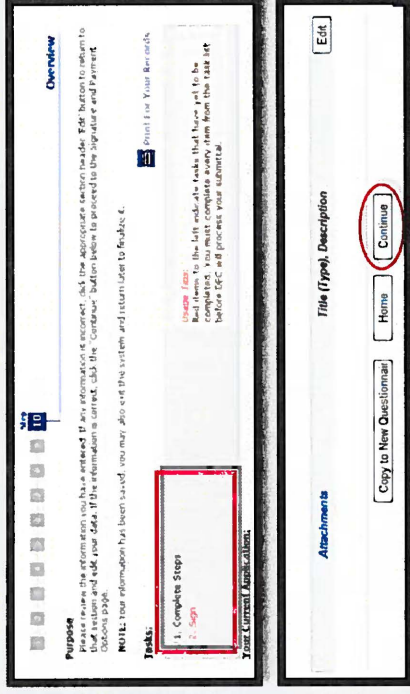 Step
10
Overview
Purpose
Please review the information you have entered. If any information is incorrect, click the appropriate section header 'Edit' button to return to
that section and edit your data. If the information is correct, click the "Continue" button below to proceed to the Signature and Payment
Options page.
NOTE: Your information has been saved, you may also exit the system and return later to finalize it.
Tasks:
1. Complete Steps
2. Sign
Print For Your Records
Usage Note:
Red items to the left indicate tasks that have yet to be
completed. You must complete every item from the task list
before DFC will process your submittal.
Your Current Application:
Attachments
Title (Type), Description
Edit
Copy to New Questionnair
Home
Continue